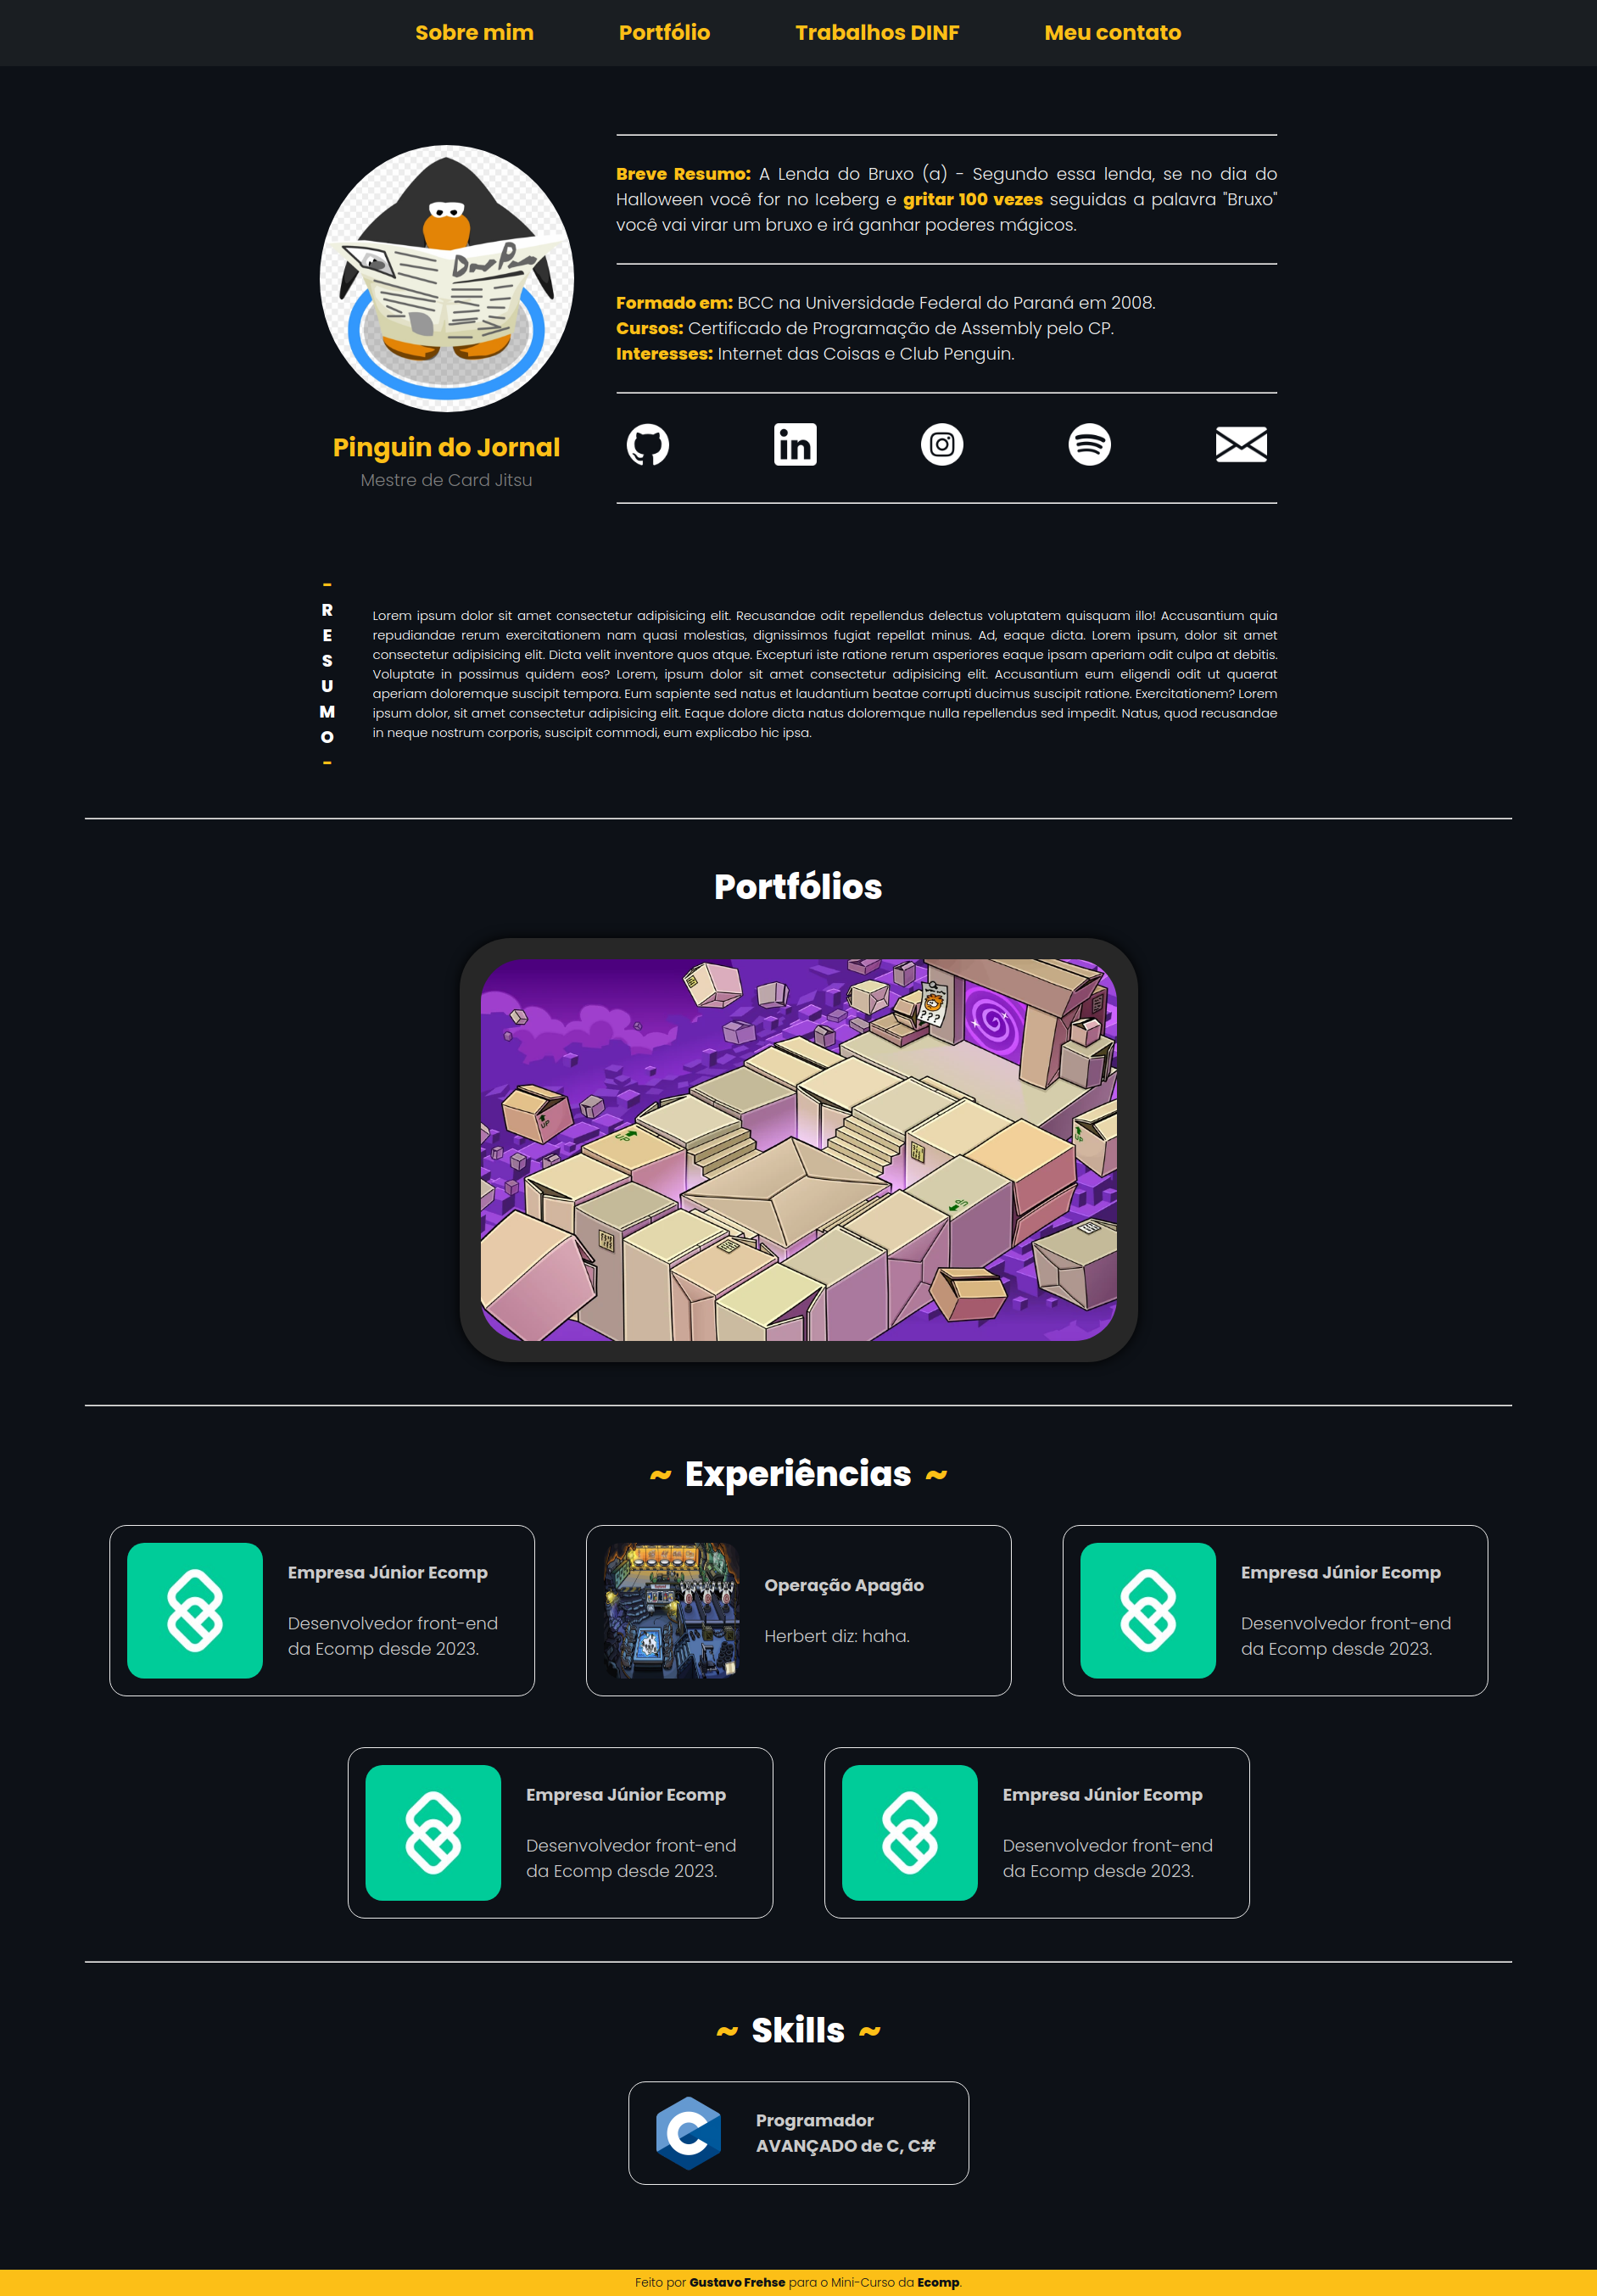 Sobre mim Portfólio Trabalhos DINF Meu contato
Breve Resumo: A Lenda do Bruxo (a) - Segundo essa lenda, se no dia do
Halloween você for no Iceberg e gritar 100 vezes seguidas a palavra "Bruxo"
você vai virar um bruxo e irá ganhar poderes mágicos.
Formado em: BCC na Universidade Federal do Paraná em 2008.
Cursos: Certificado de Programação de Assembly pelo CP.
Interesses: Internet das Coisas e Club Penguin.
Pinguin do Jornal
Mestre de Card Jitsu
-
R
E
S
U
M
O
-
Lorem ipsum dolor sit amet consectetur adipisicing elit. Recusandae odit repellendus delectus voluptatem quisquam illo! Accusantium quia
repudiandae rerum exercitationem nam quasi molestias, dignissimos fugiat repellat minus. Ad, eaque dicta. Lorem ipsum, dolor sit amet
consectetur adipisicing elit. Dicta velit inventore quos atque. Excepturi iste ratione rerum asperiores eaque ipsam aperiam odit culpa at debitis.
Voluptate in possimus quidem eos? Lorem, ipsum dolor sit amet consectetur adipisicing elit. Accusantium eum eligendi odit ut quaerat
aperiam doloremque suscipit tempora. Eum sapiente sed natus et laudantium beatae corrupti ducimus suscipit ratione. Exercitationem? Lorem
ipsum dolor, sit amet consectetur adipisicing elit. Eaque dolore dicta natus doloremque nulla repellendus sed impedit. Natus, quod recusandae
in neque nostrum corporis, suscipit commodi, eum explicabo hic ipsa.
Portfólios
???
UP
UP
UP
UP
~ Experiências ~
Empresa Júnior Ecomp
Desenvolvedor front-end
da Ecomp desde 2023.
Operação Apagão
Herbert diz: haha.
Empresa Júnior Ecomp
Desenvolvedor front-end
da Ecomp desde 2023.
Empresa Júnior Ecomp
Desenvolvedor front-end
da Ecomp desde 2023.
Empresa Júnior Ecomp
Desenvolvedor front-end
da Ecomp desde 2023.
~ Skills ~
C
Programador
AVANÇADO de C, C#
Feito por Gustavo Frehse para o Mini-Curso da Ecomp.